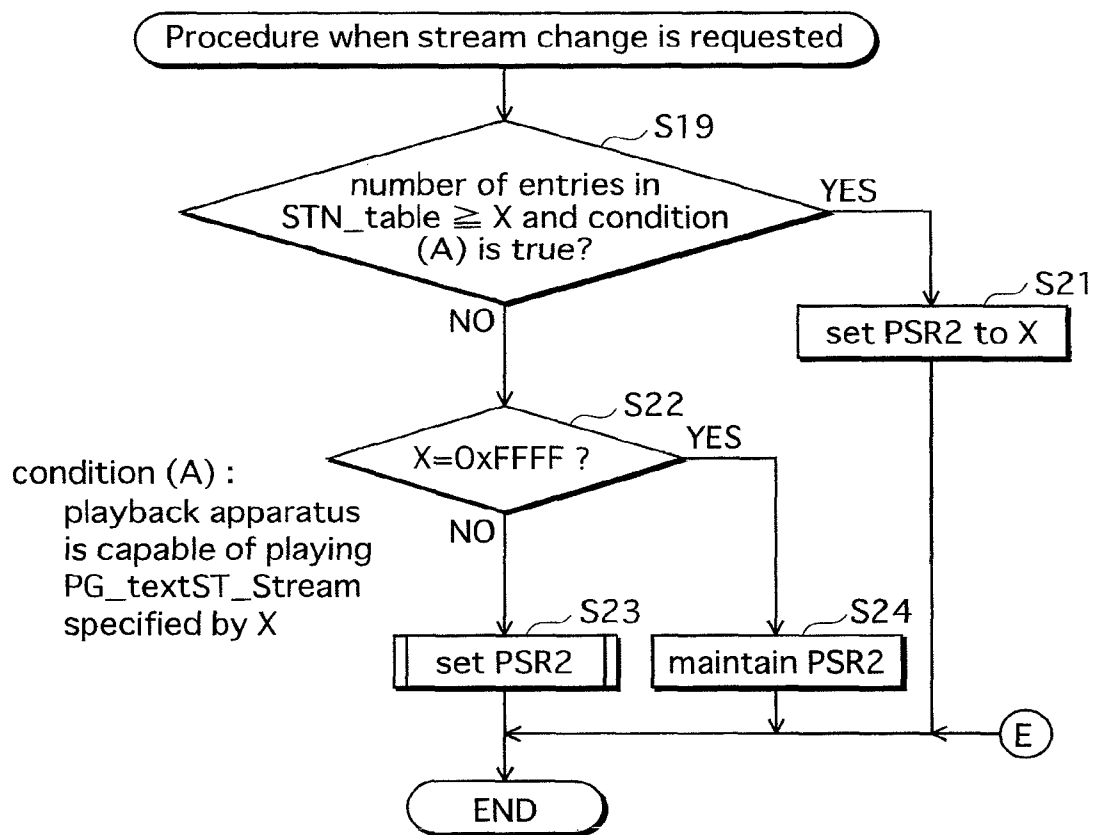 Procedure when stream change is requested
S19
number of entries in
STN_table ≧ X and condition
(A) is true?
YES
NO
S21
set PSR2 to X
S22
X=0xFFFF ?
YES
NO
condition (A) :
playback apparatus
is capable of playing
PG_textST_Stream
specified by X
S23
set PSR2
S24
maintain PSR2
E
END